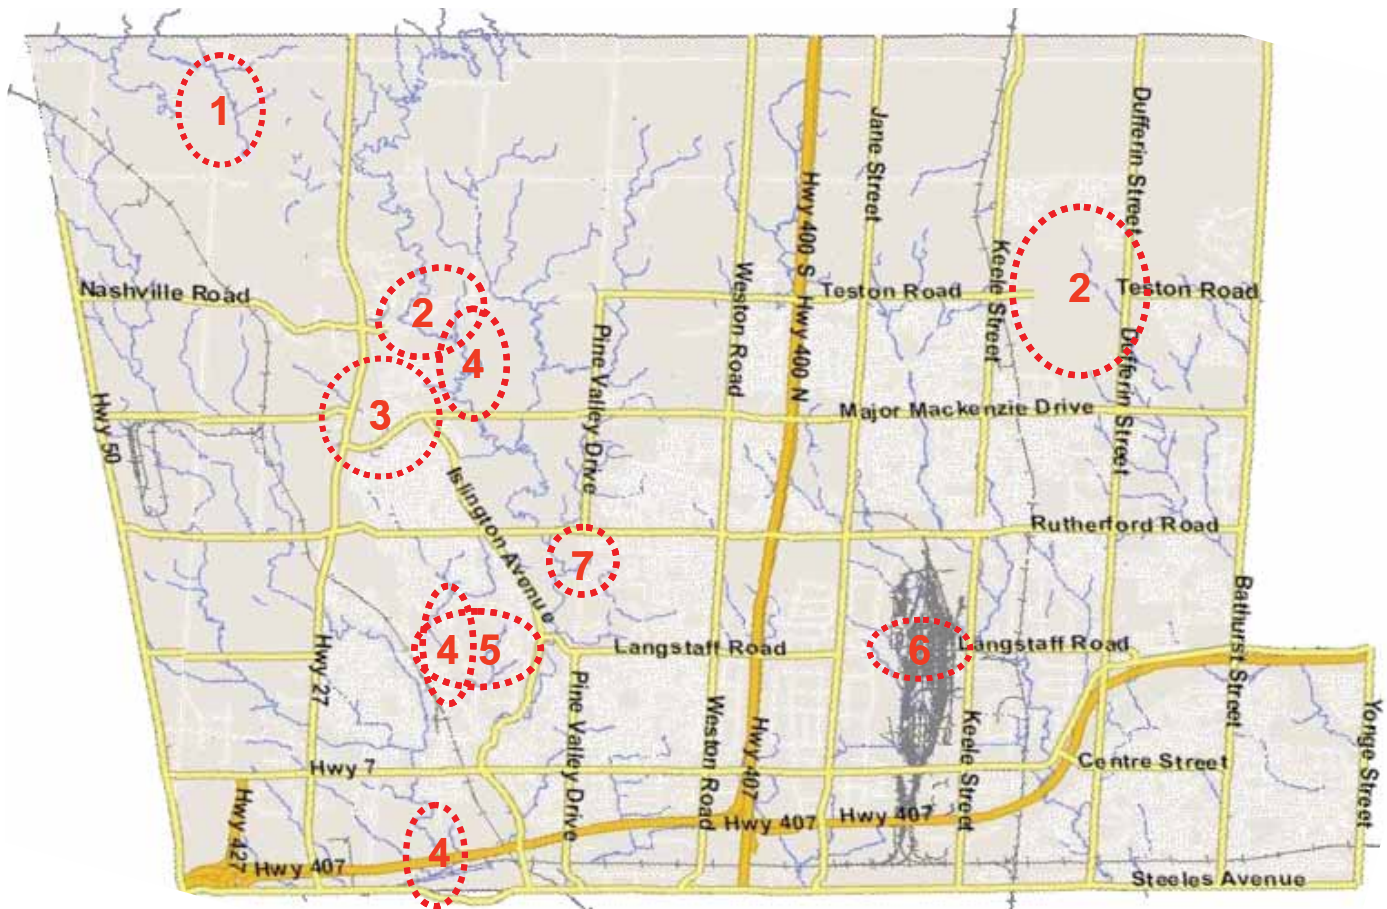 1
Dufferin Street
Jane Street
Hwy 400 S
Hwy 400 N
Keele Street
Weston Road
2
Nashville Road
Teston Road
Teston Road
2
Pine Valley Drive
Dufferin Street
4
3
Hwy 50
Major Mackenzie Drive
Islington Avenue
Rutherford Road
7
Bathurst Street
4
5
Hwy 27
Langstaff Road
6
Langstaff Road
Pine Valley Drive
Weston Road
Hwy 407
Keele Street
Yonge Street
Hwy 7
Centre Street
Hwy 427
4
Hwy 407
Hwy 407
Hwy 407
Steeles Avenue